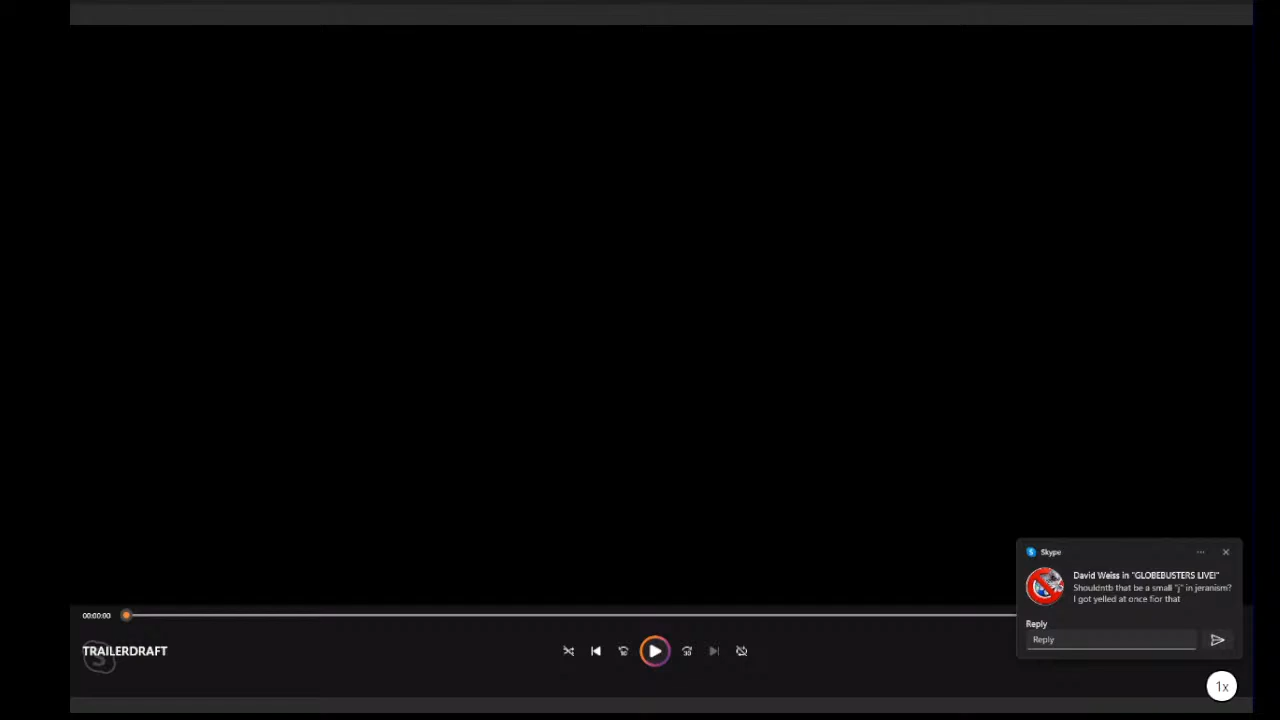 Skype
David Weiss in "GLOBEBUSTERS LIVE!"
Shouldntb that be a small "j" in jeranism?
I got yelled at once fior that
00:00:00
Reply
Reply
TRAILERDRAFT
1x